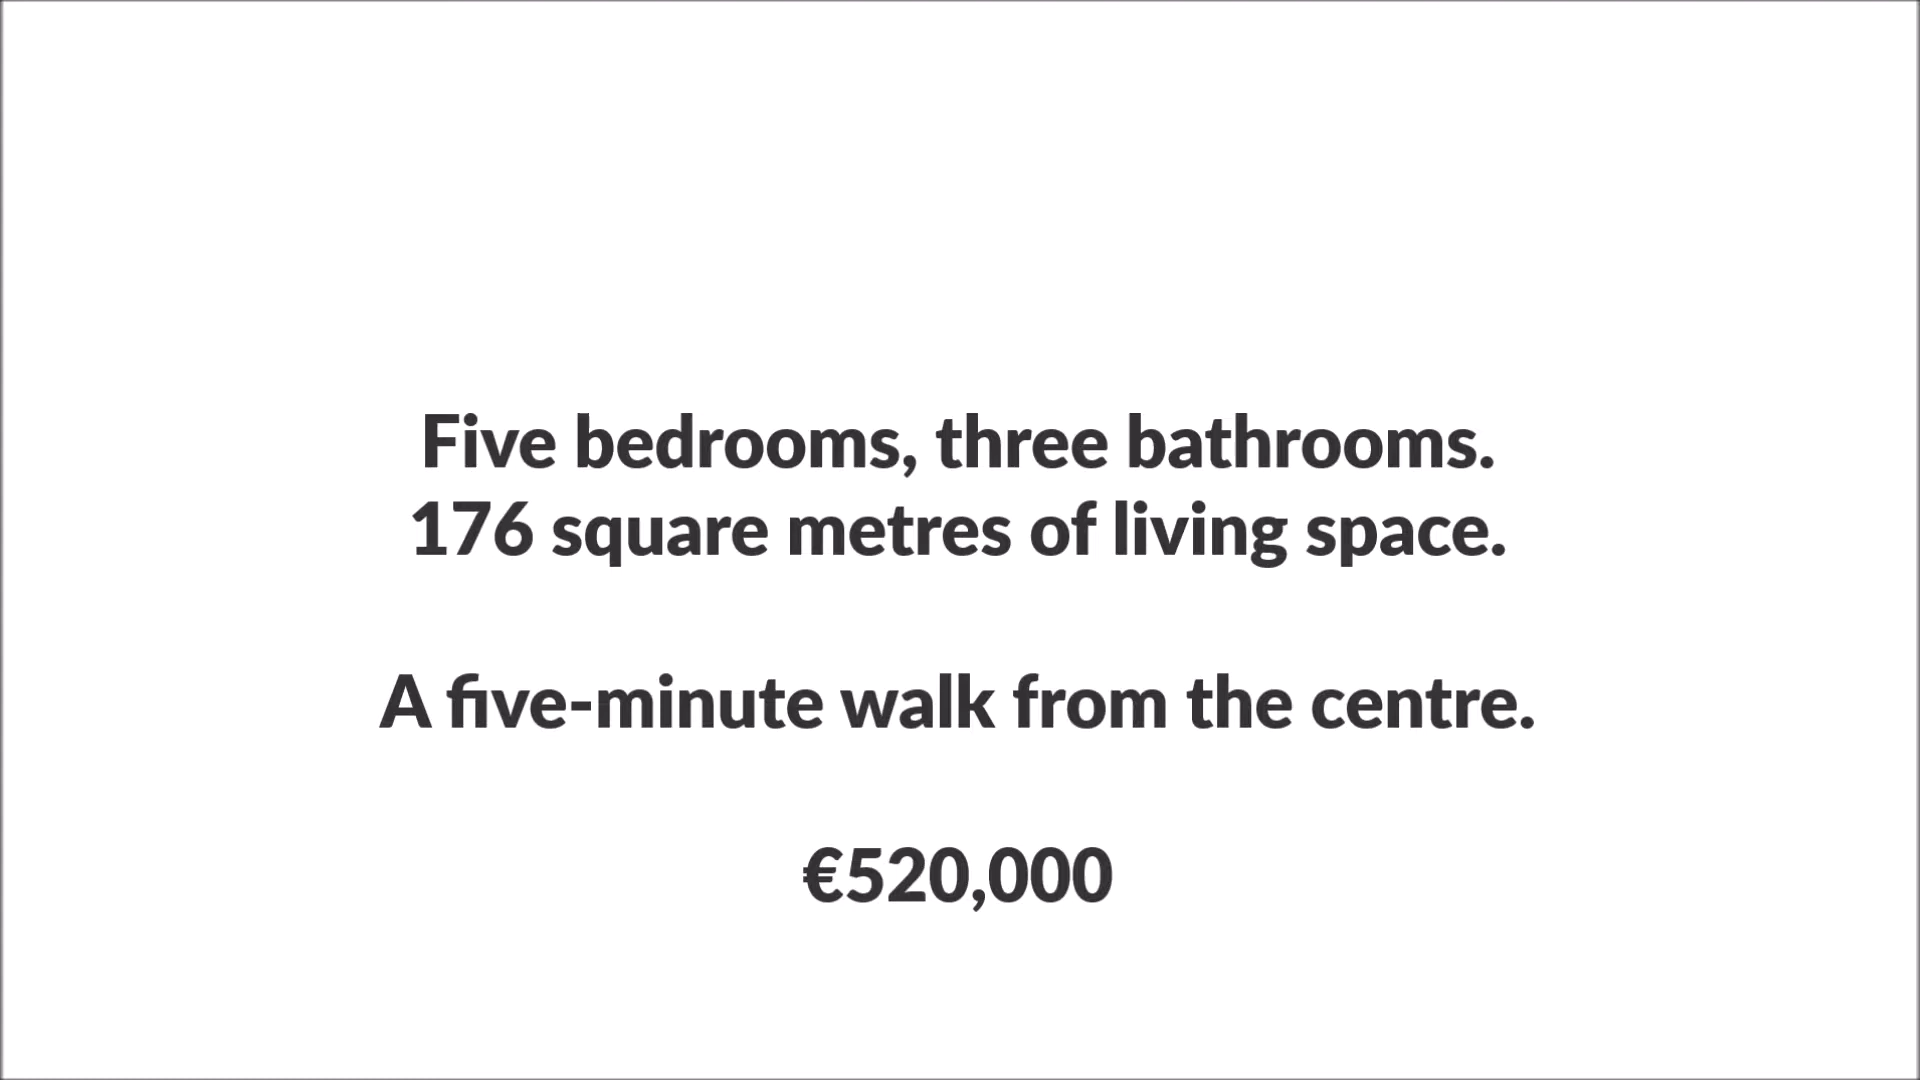 Five bedrooms, three bathrooms.
176 square metres of living space.
A five-minute walk from the centre.
€520,000